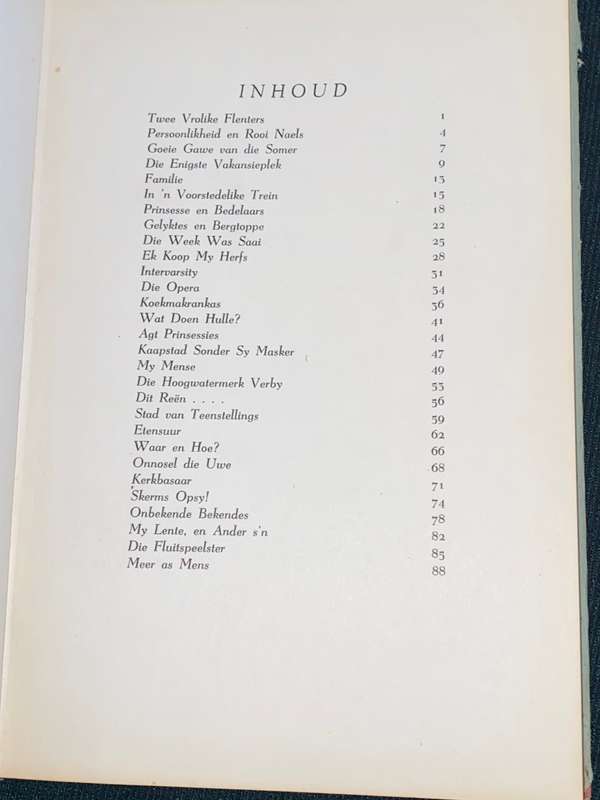 INHOUD
Twee Vrolike Flenters 1
Persoonlikheid en Rooi Naels 4
Goeie Gawe van die Somer 7
Die Enigste Vakansieplek 9
Familie 13
In 'n Voorstedelike Trein 15
Prinsesse en Bedelaars 18
Gelyktes en Bergtoppe 22
Die Week Was Saai 25
Ek Koop My Herfs 28
Intervarsity 31
Die Opera 34
Koekmakrankas 36
Wat Doen Hulle? 41
Agt Prinsessies 44
Kaapstad Sonder Sy Masker 47
My Mense 49
Die Hoogwatermerk Verby 53
Dit Reën .... 56
Stad van Teenstellings 59
Etensuur 62
Waar en Hoe? 66
Onnosel die Uwe 68
Kerkbasaar 71
'Skerms Opsy! 74
Onbekende Bekendes 78
My Lente, en Ander s'n 82
Die Fluitspeelster 85
Meer as Mens 88